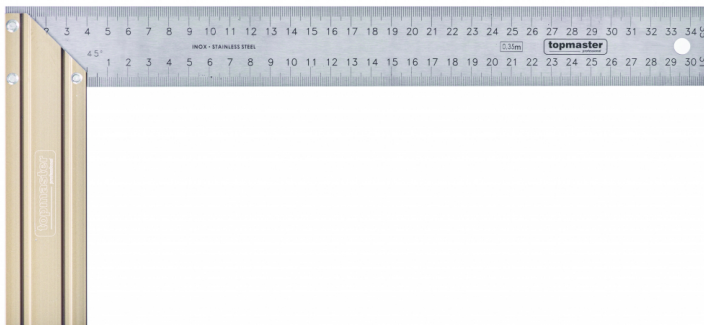 2 3 4 5 6 7 8 9 10 11 12 13 14 15 16 17 18 19 20 21 22 23 24 25 26 27 28 29 30 31 32 33 34
INOX - STAINLESS STEEL 0,35m topmaster
professional
45°
1 2 3 4 5 6 7 8 9 10 11 12 13 14 15 16 17 18 19 20 21 22 23 24 25 26 27 28 29 30
topmaster